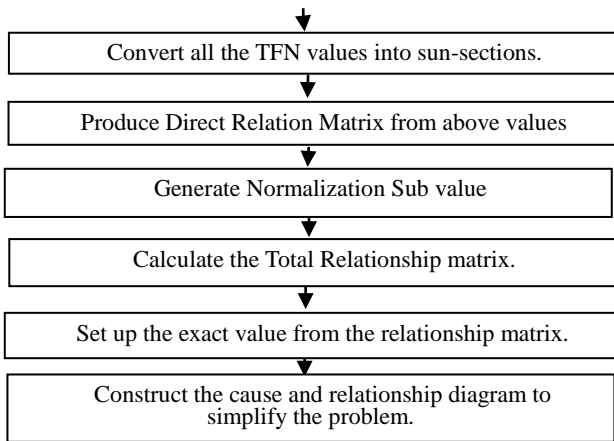 Convert all the TFN values into sun-sections.
Produce Direct Relation Matrix from above values
Generate Normalization Sub value
Calculate the Total Relationship matrix.
Set up the exact value from the relationship matrix.
Construct the cause and relationship diagram to
simplify the problem.